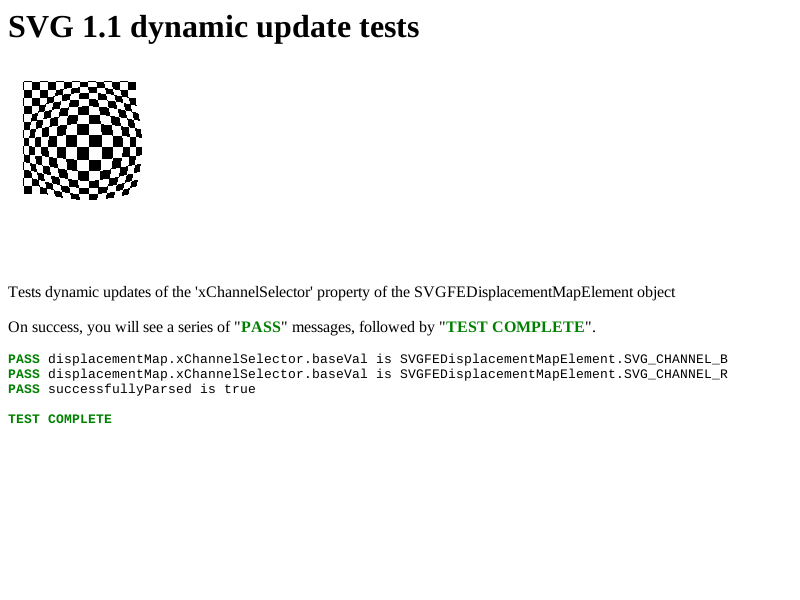 SVG 1.1 dynamic update tests
Tests dynamic updates of the 'xChannelSelector' property of the SVGFEDisplacementMapElement object
On success, you will see a series of "PASS" messages, followed by "TEST COMPLETE".
PASS displacementMap.xChannelSelector.baseVal is SVGFEDisplacementMapElement.SVG_CHANNEL_B
PASS displacementMap.xChannelSelector.baseVal is SVGFEDisplacementMapElement.SVG_CHANNEL_R
PASS successfullyParsed is true
TEST COMPLETE